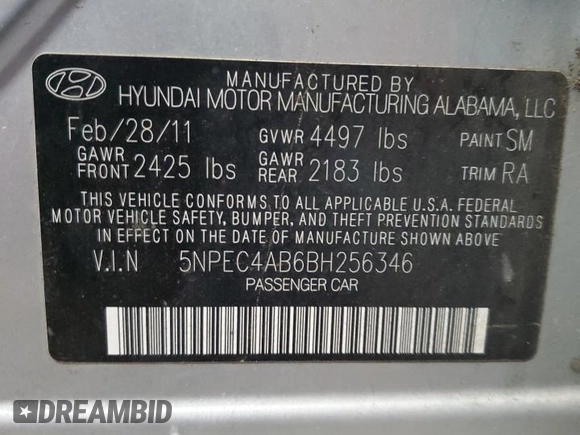 MANUFACTURED BY
HYUNDAI MOTOR MANUFACTURING ALABAMA, LLC
Feb/28/11 GVWR 4497 lbs PAINT SM
GAWR FRONT 2425 lbs GAWR REAR 2183 lbs TRIM RA
THIS VEHICLE CONFORMS TO ALL APPLICABLE U.S.A. FEDERAL
MOTOR VEHICLE SAFETY, BUMPER, AND THEFT PREVENTION STANDARDS
IN EFFECT ON THE DATE OF MANUFACTURE SHOWN ABOVE
V.I.N 5NPEC4AB6BH256346
PASSENGER CAR
DREAMBID